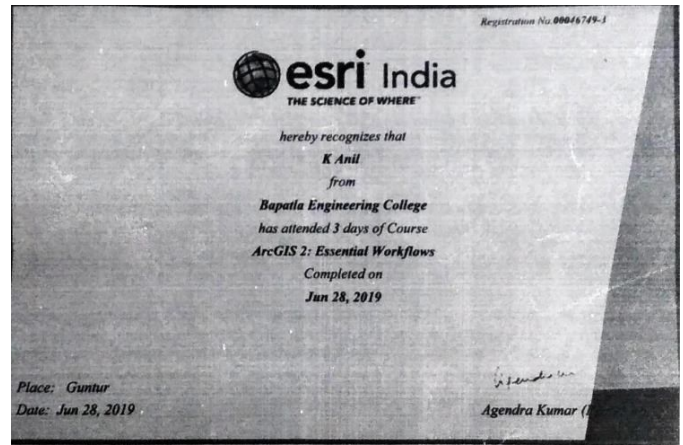 Registration No.00046749-3
esri India
THE SCIENCE OF WHERE™
hereby recognizes that
K Anil
from
Bapatla Engineering College
has attended 3 days of Course
ArcGIS 2: Essential Workflows
Completed on
Jun 28, 2019
Place: Guntur
Date: Jun 28, 2019
Agendra Kumar (